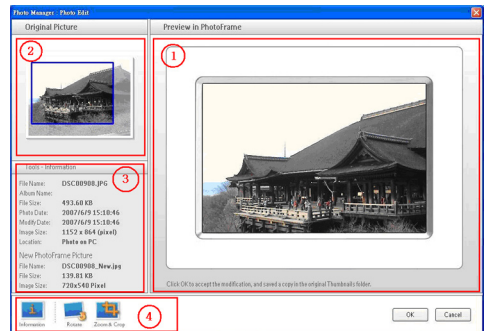 Photo Manager : Photo Edit
Original Picture
Preview in PhotoFrame
2
1
Tools - Information
3
File Name: DSC00908.JPG
Album Name:
File Size: 493.60 KB
Photo Date: 2007/6/9 15:10:46
Modify Date: 2007/6/9 15:10:46
Image Size: 1152 x 864 (pixel)
Location: Photo on PC
New PhotoFrame Picture
File Name: DSC00908_New.jpg
File Size: 139.81 KB
Image Size: 720x540 Pixel
Click OK to accept the modification, and saved a copy in the original Thumbnails folder.
Information
Rotate
Zoom & Crop
4
OK
Cancel